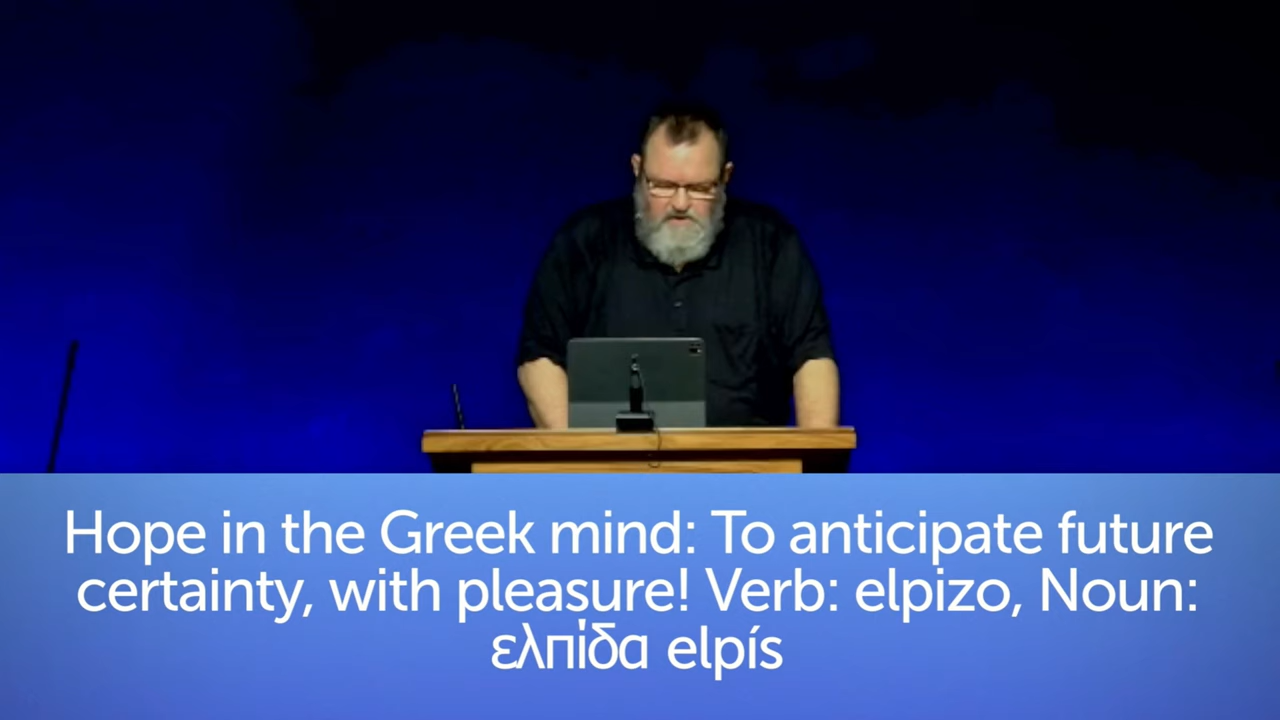 Hope in the Greek mind: To anticipate future
certainty, with pleasure! Verb: elpizo, Noun:
ελπίδα elpís